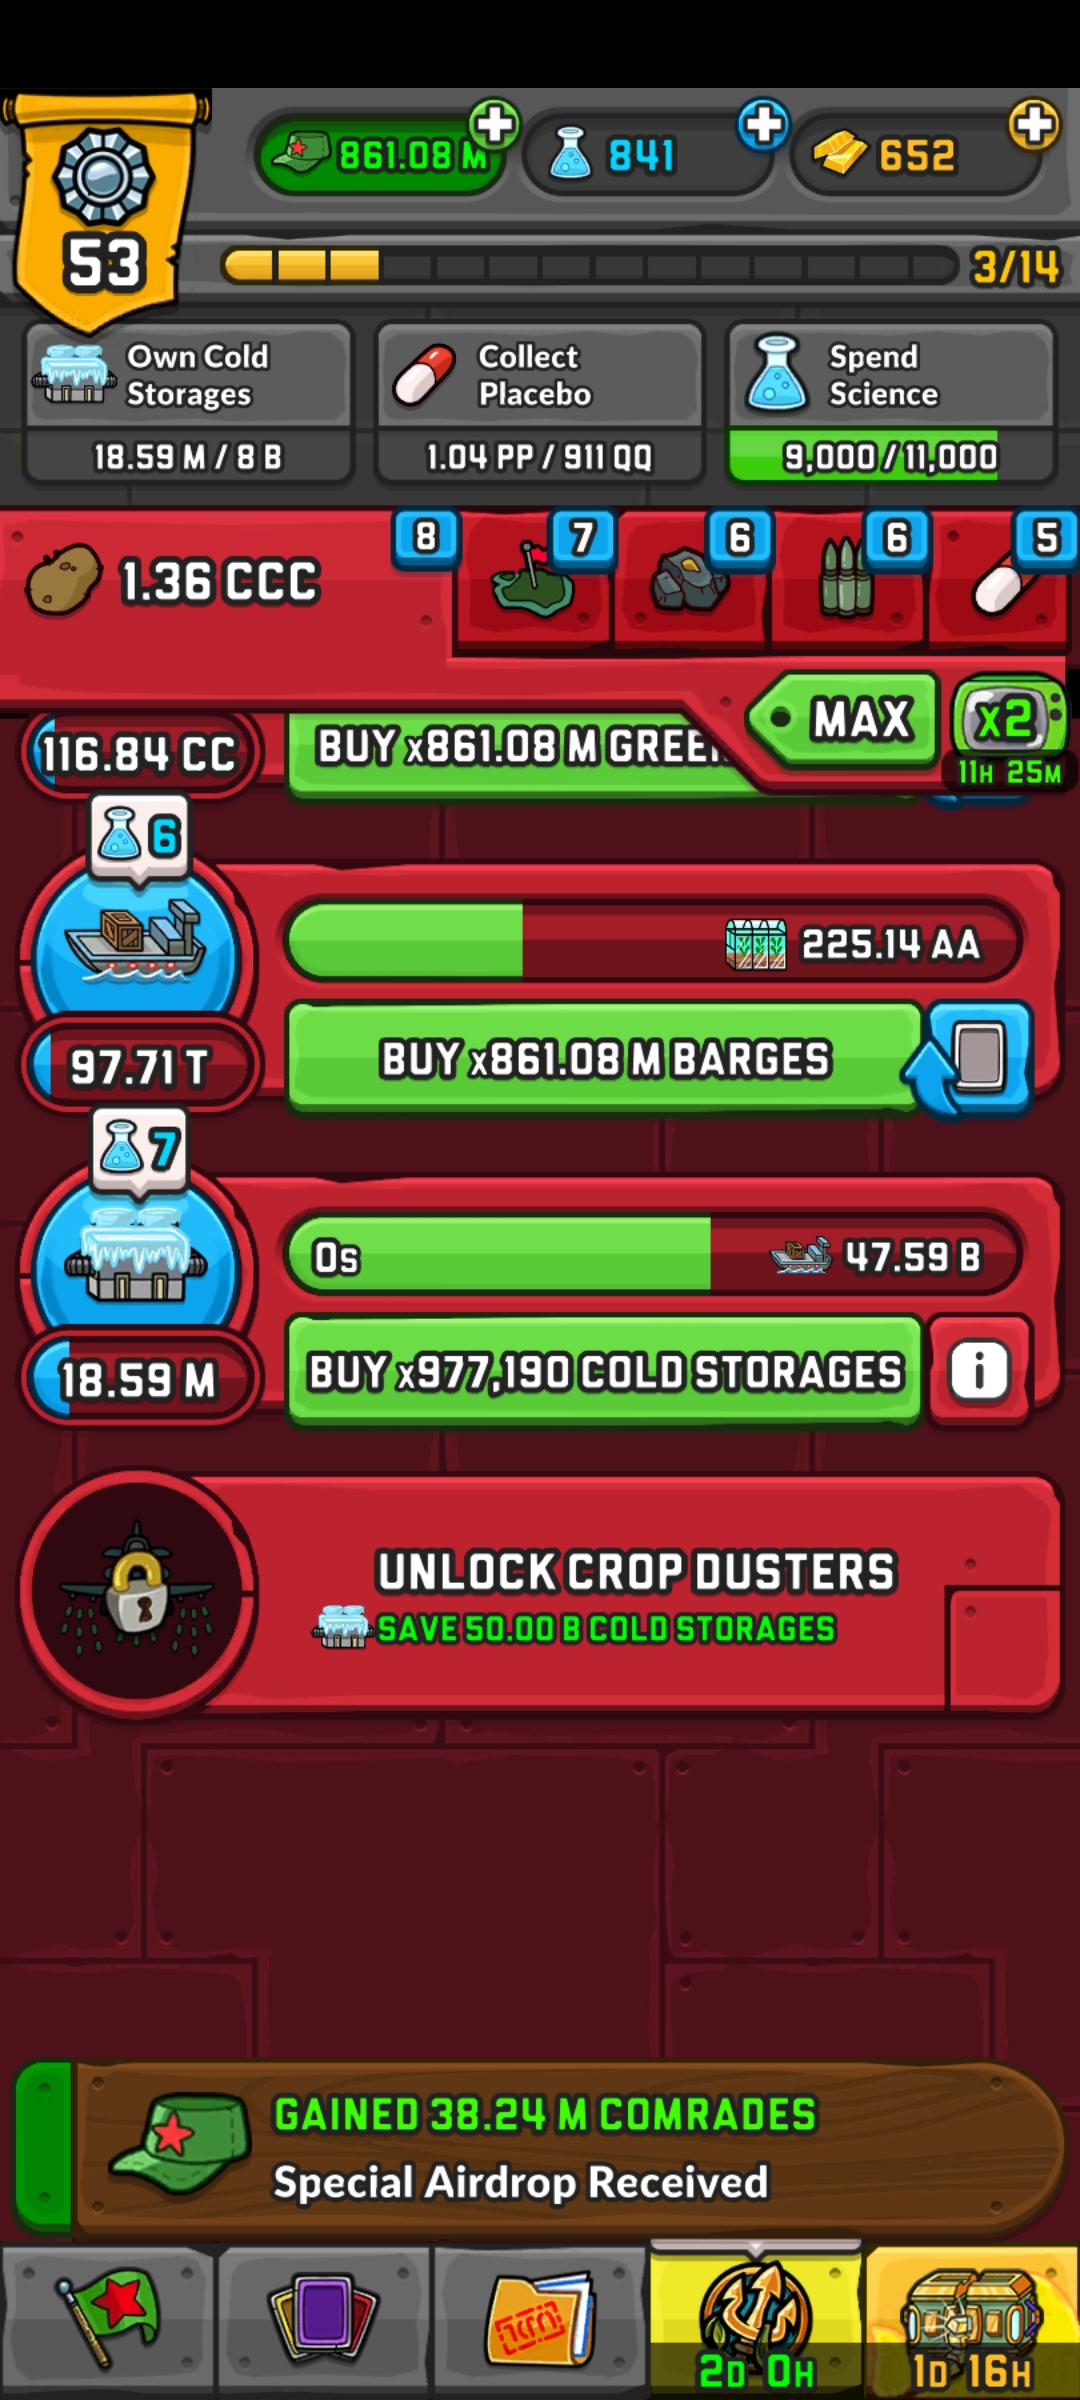 861.08 M
841
652
53
3/14
Own Cold
Storages
18.59 M / 8 B
Collect
Placebo
1.04 PP / 911 QQ
Spend
Science
9,000 / 11,000
1.36 CCC
8
7
6
6
5
MAX
x2
11H 25M
116.84 CC
BUY x861.08 M
6
225.14 AA
97.71 T
BUY x861.08 M BARGES
7
0s
47.59 B
18.59 M
BUY x977,190 COLD STORAGES
i
UNLOCK CROP DUSTERS
SAVE 50.00 B COLD STORAGES
GAINED 38.24 M COMRADES
Special Airdrop Received
2D 0H
1D 16H